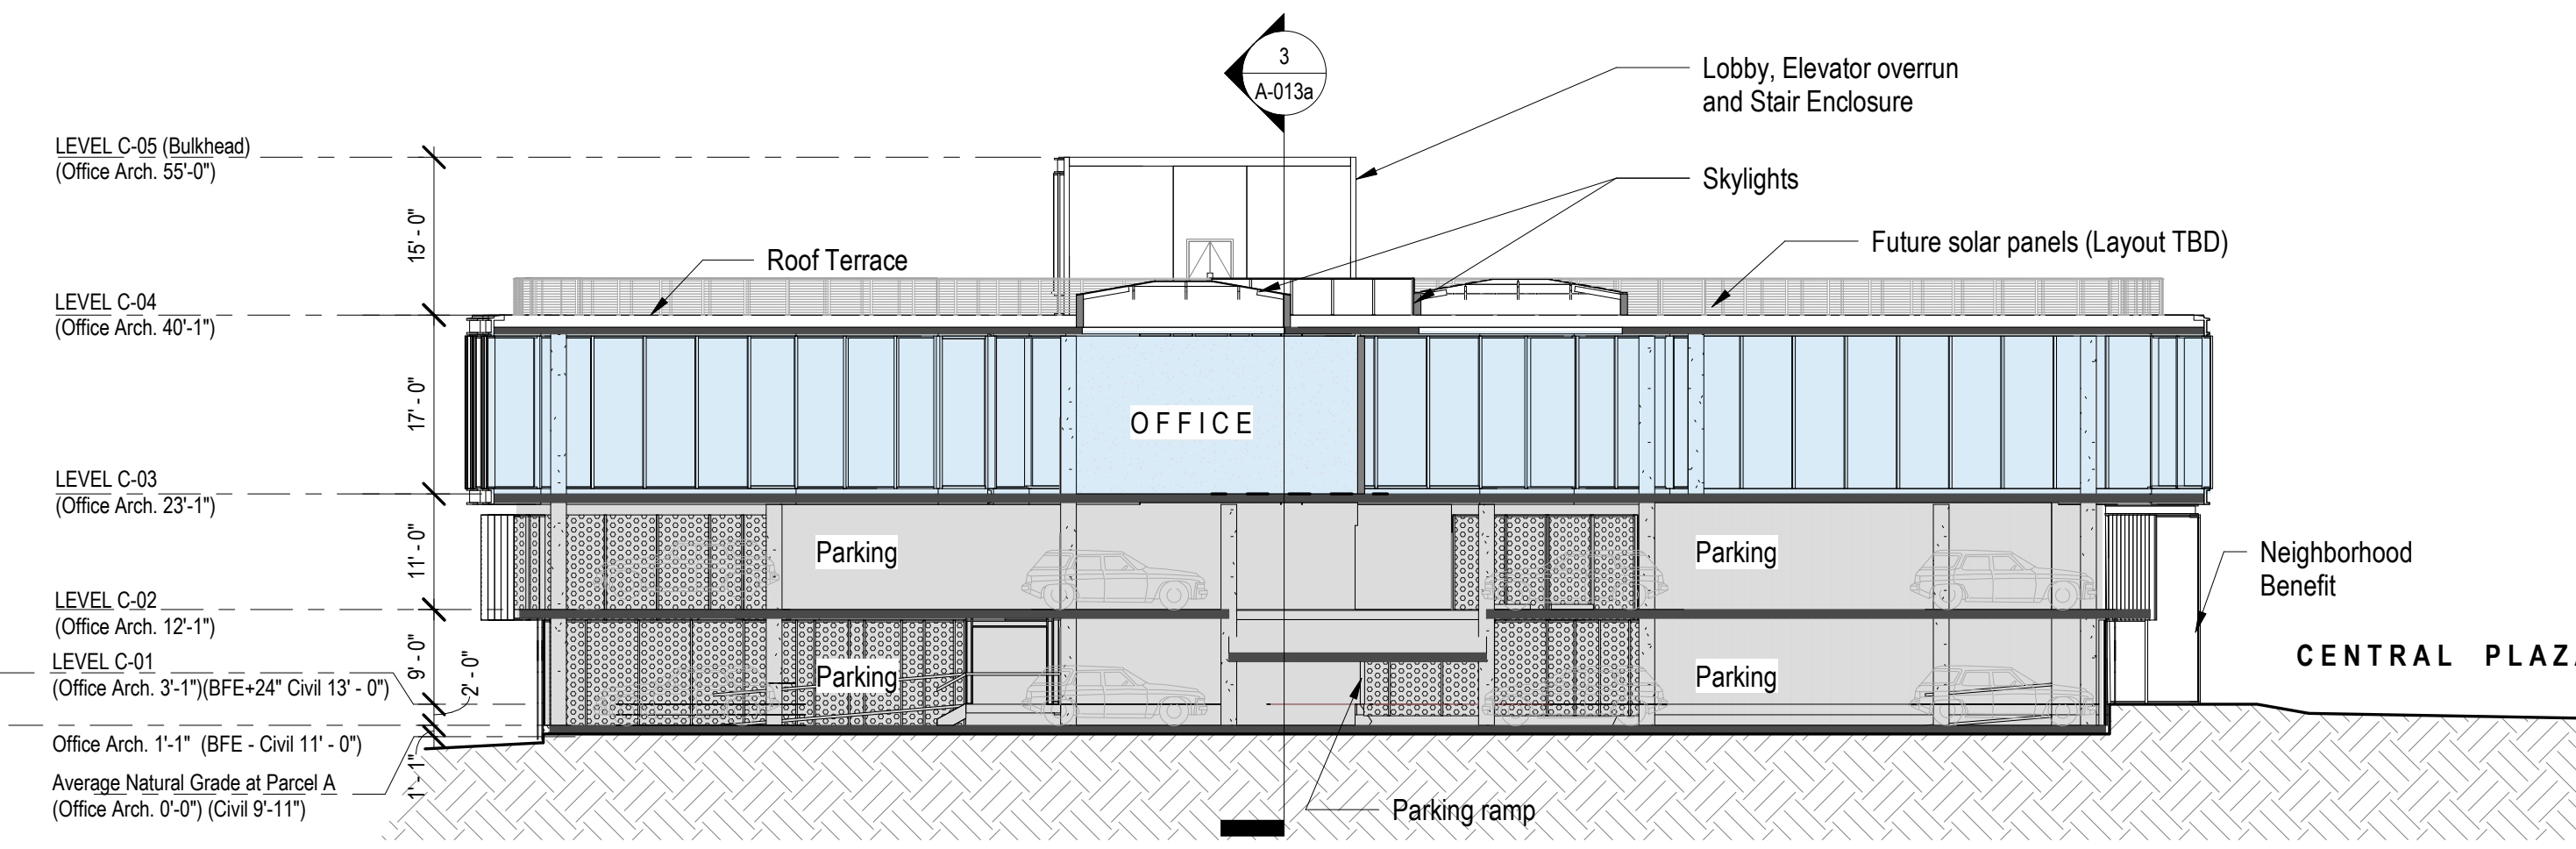 3
A-013a
Lobby, Elevator overrun
and Stair Enclosure
LEVEL C-05 (Bulkhead)
(Office Arch. 55'-0")
Skylights
15' - 0"
Roof Terrace
Future solar panels (Layout TBD)
LEVEL C-04
(Office Arch. 40'-1")
17' - 0"
OFFICE
LEVEL C-03
(Office Arch. 23'-1")
11' - 0"
Parking
Parking
Neighborhood
Benefit
LEVEL C-02
(Office Arch. 12'-1")
9' - 0"
2' - 0"
LEVEL C-01
(Office Arch. 3'-1")(BFE+24" Civil 13' - 0")
Parking
Parking
CENTRAL PLAZA
Office Arch. 1'-1" (BFE - Civil 11' - 0")
1' - 1"
Average Natural Grade at Parcel A
(Office Arch. 0'-0") (Civil 9'-11")
Parking ramp